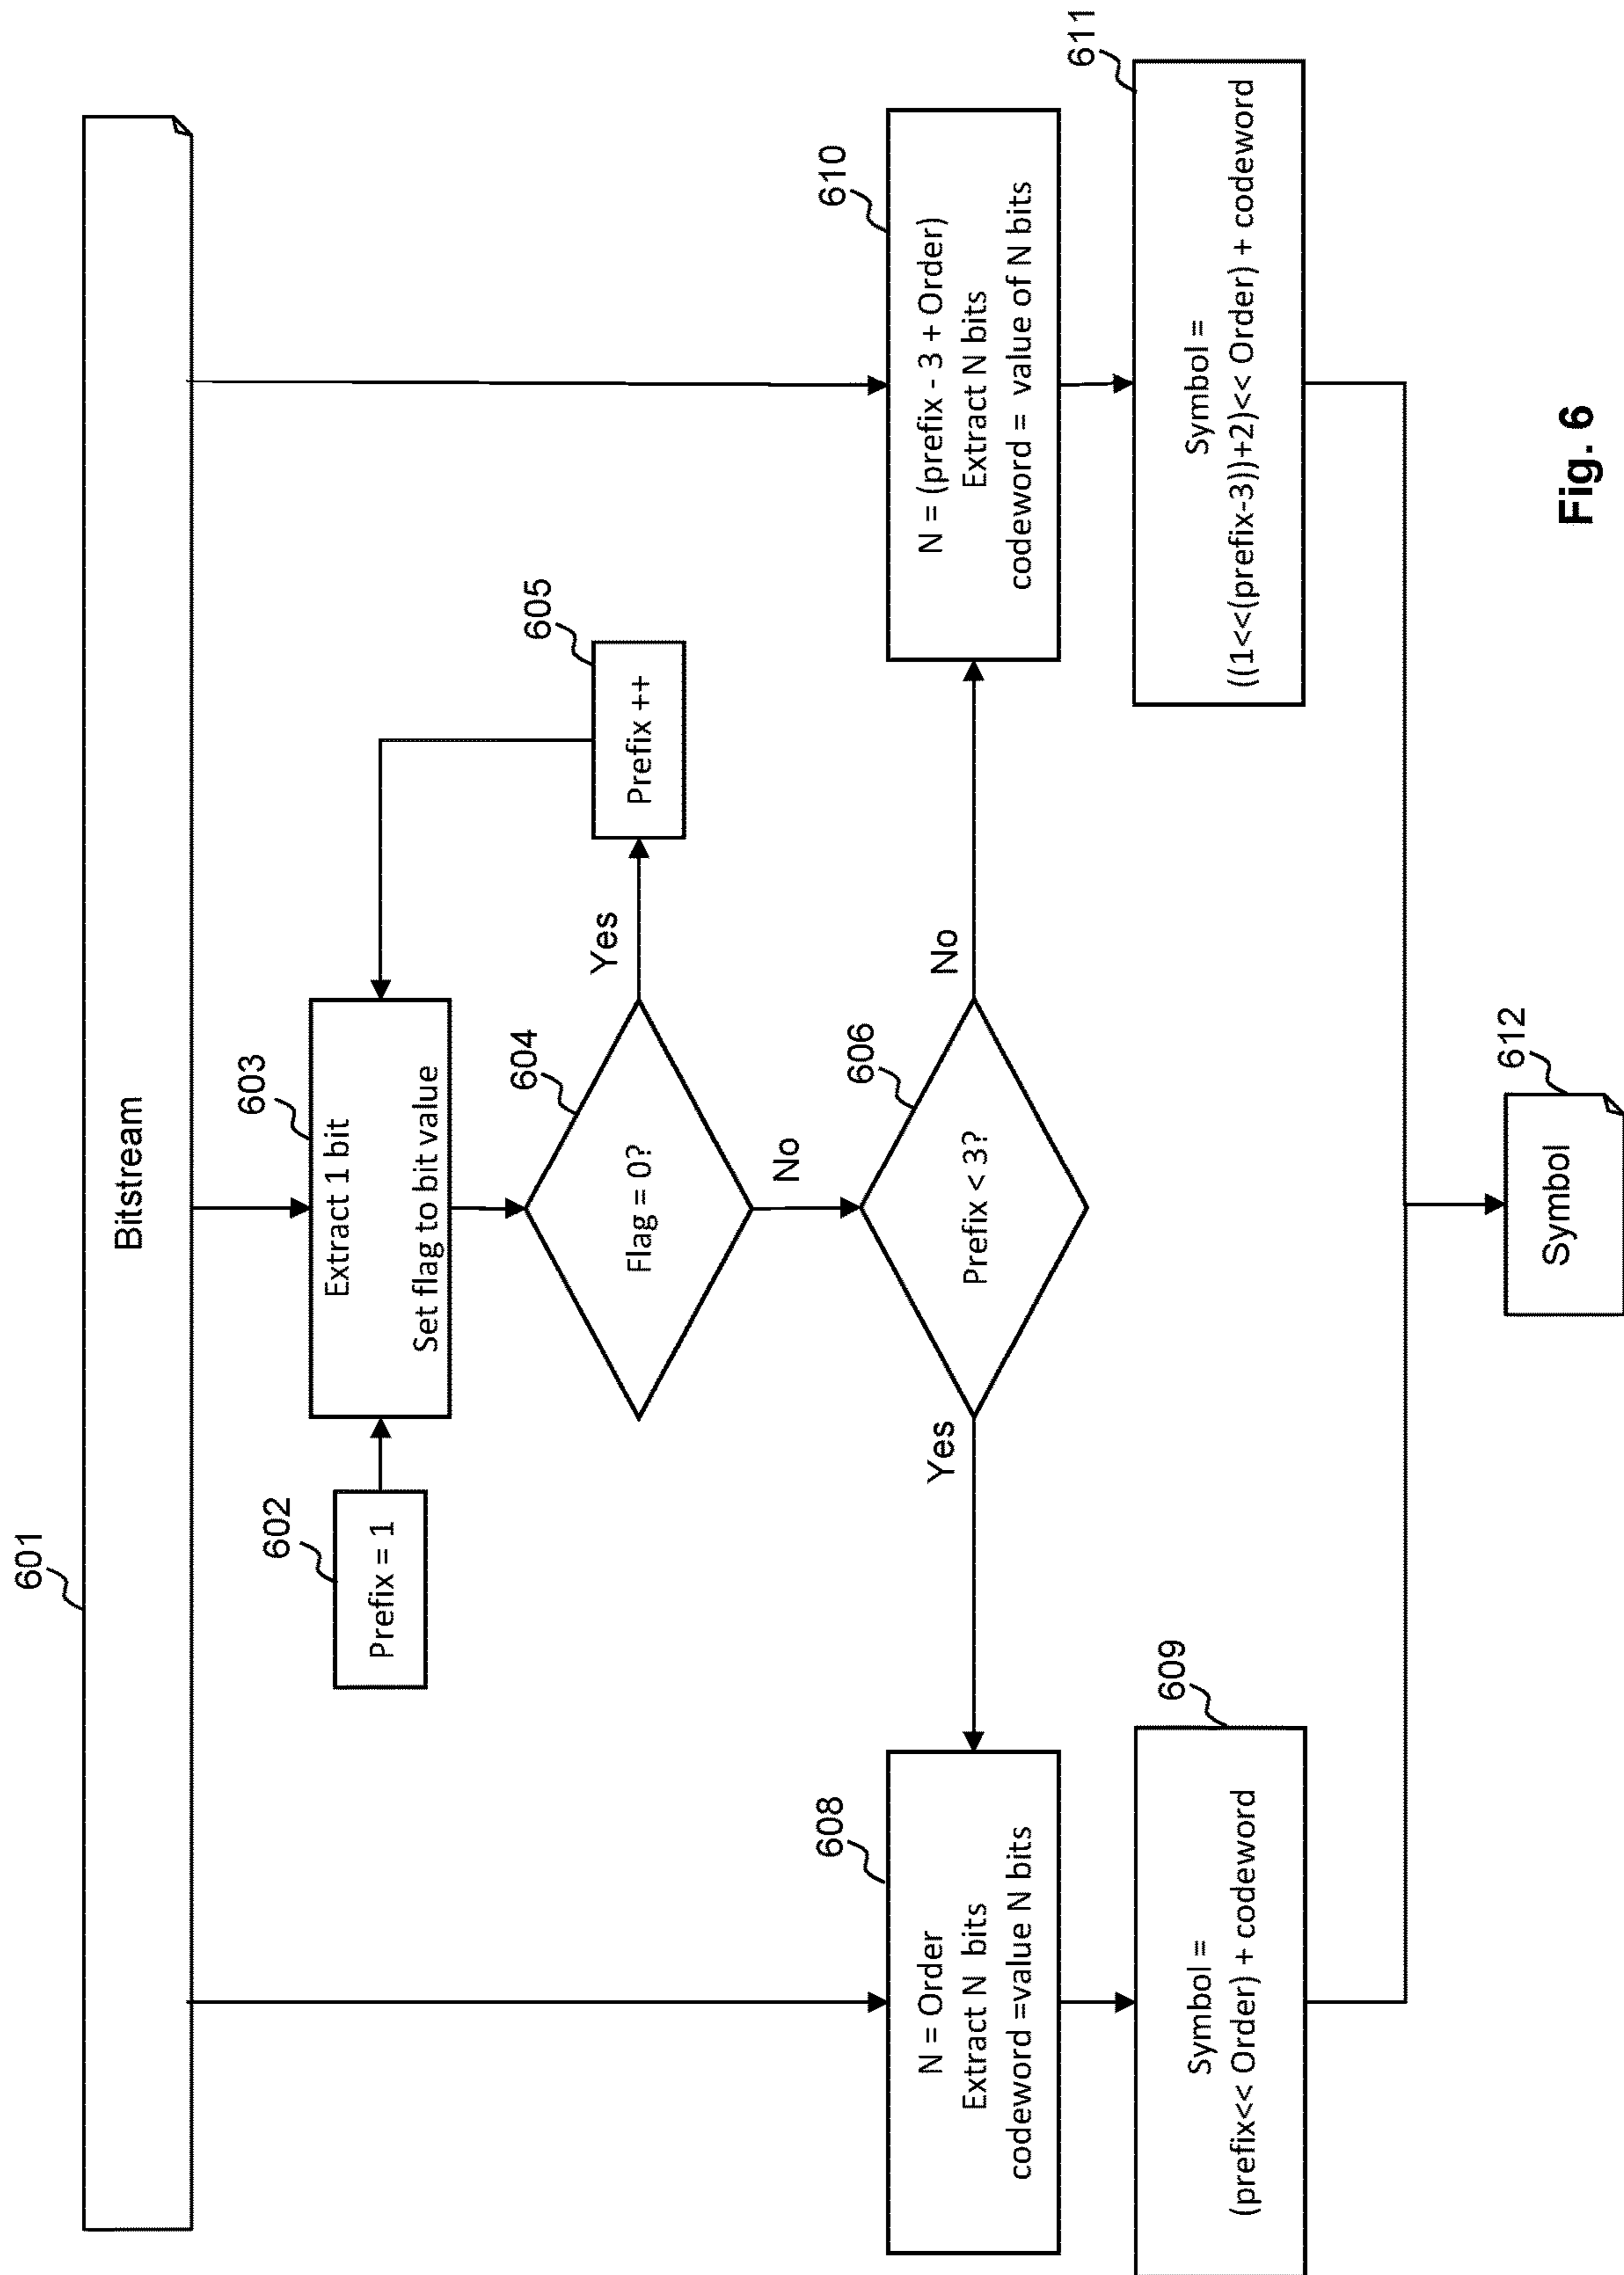 601
Bitstream
602
Prefix = 1
603
Extract 1 bit
Set flag to bit value
604
Flag = 0?
Yes
605
Prefix ++
No
606
Prefix < 3?
Yes
No
608
N = Order
Extract N bits
codeword =value N bits
610
N = (prefix - 3 + Order)
Extract N bits
codeword = value of N bits
609
Symbol =
(prefix<< Order) + codeword
611
Symbol =
((1<<(prefix-3))+2)<< Order) + codeword
612
Symbol
Fig. 6